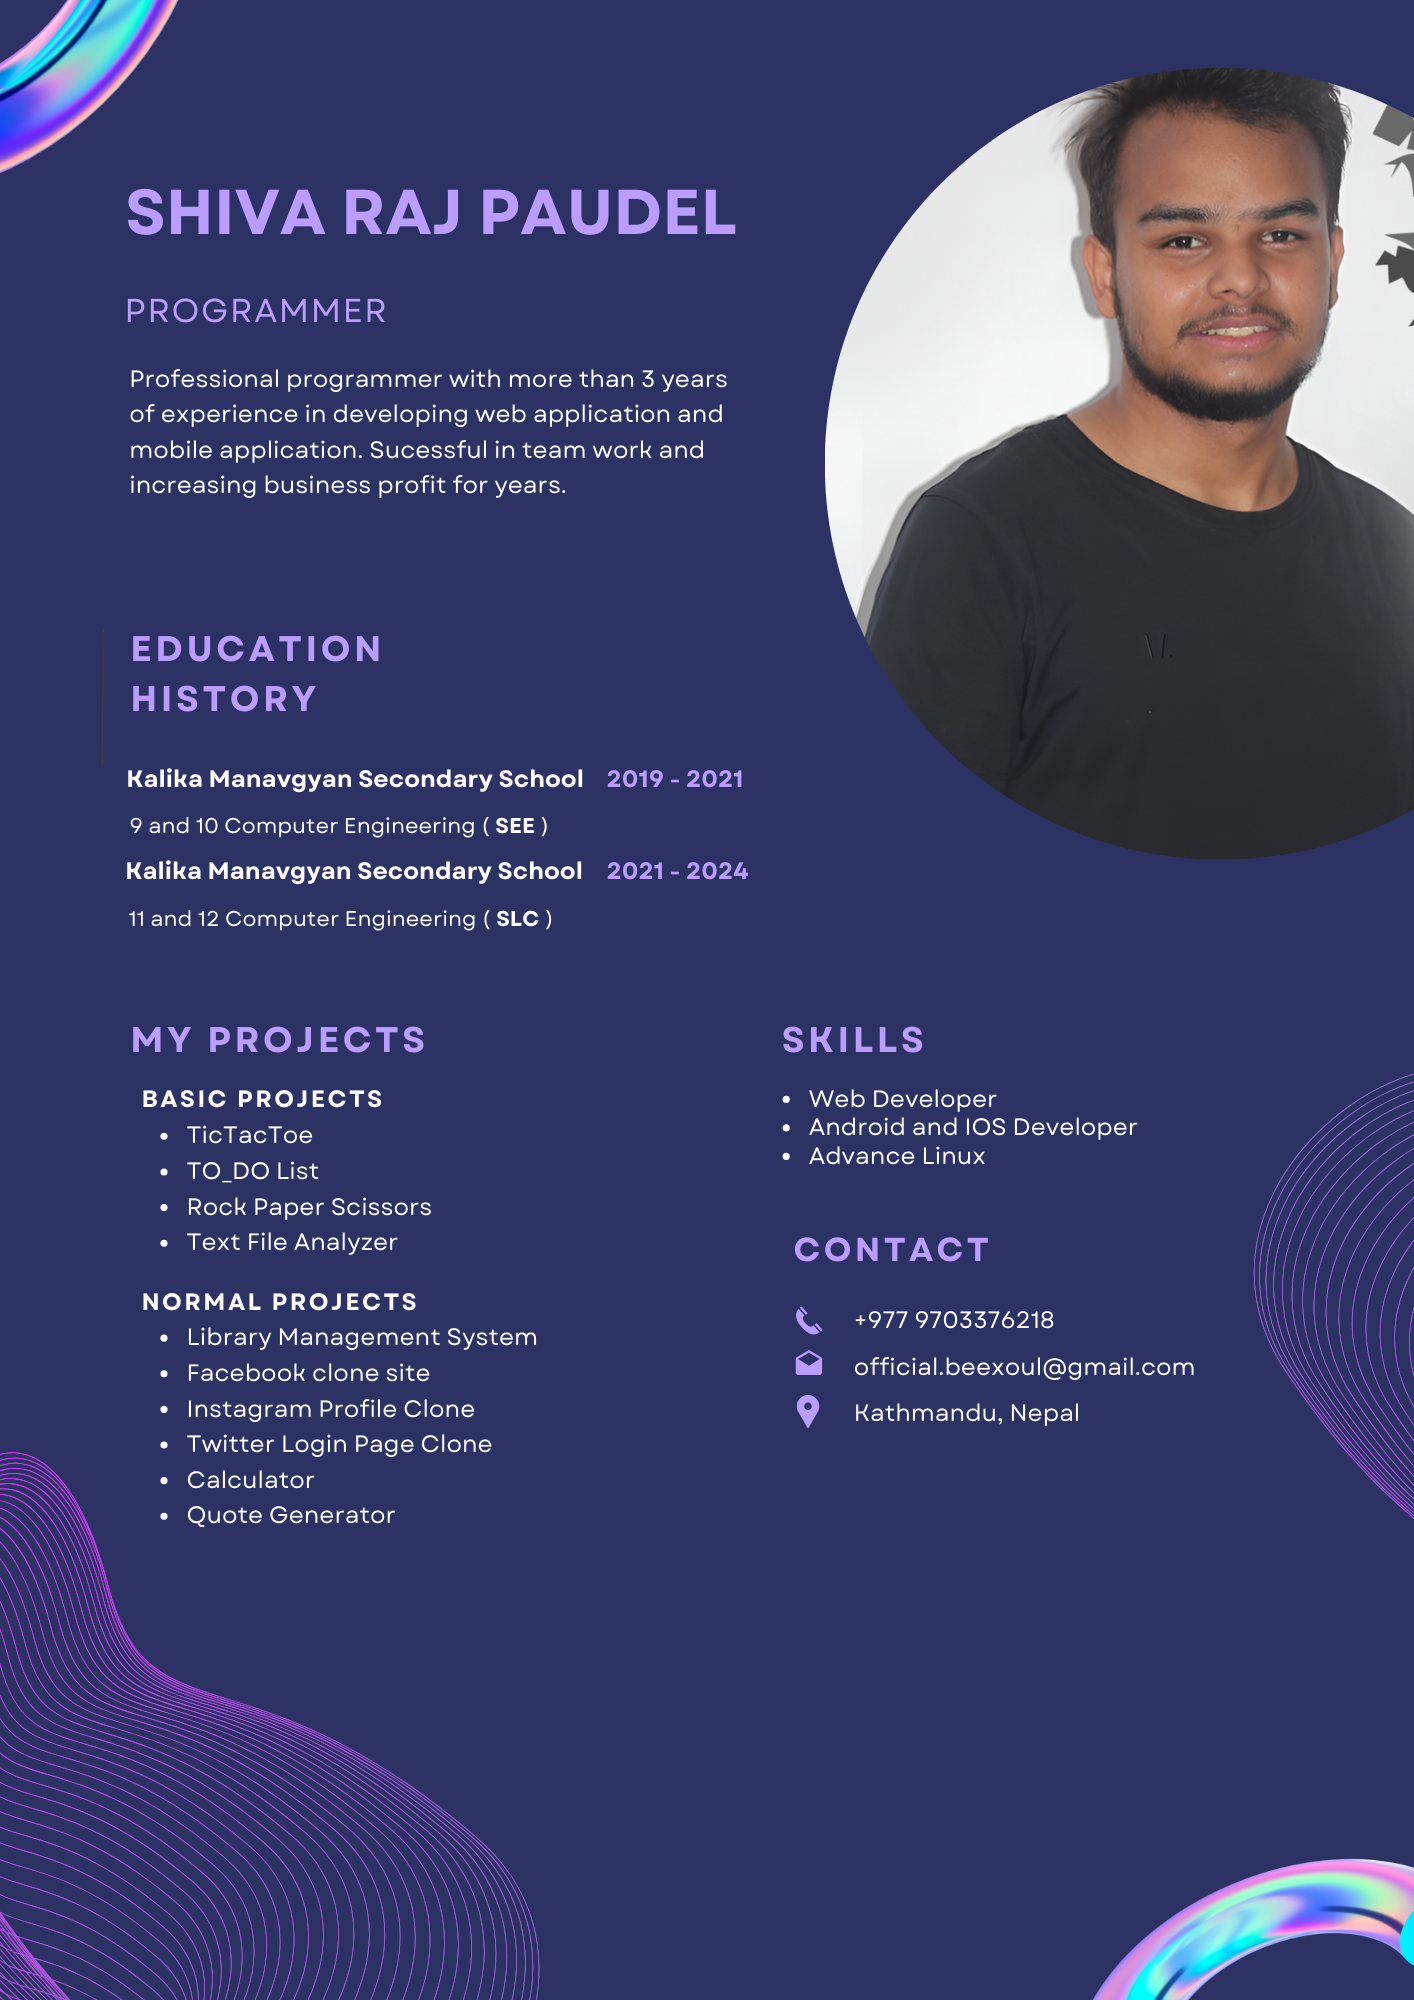 SHIVA RAJ PAUDEL
PROGRAMMER
Professional programmer with more than 3 years
of experience in developing web application and
mobile application. Sucessful in team work and
increasing business profit for years.
EDUCATION
HISTORY
Kalika Manavgyan Secondary School 2019 - 2021
9 and 10 Computer Engineering ( SEE )
Kalika Manavgyan Secondary School 2021 - 2024
11 and 12 Computer Engineering ( SLC )
MY PROJECTS
BASIC PROJECTS
• TicTacToe
• TO_DO List
• Rock Paper Scissors
• Text File Analyzer
NORMAL PROJECTS
• Library Management System
• Facebook clone site
• Instagram Profile Clone
• Twitter Login Page Clone
• Calculator
• Quote Generator
SKILLS
• Web Developer
• Android and IOS Developer
• Advance Linux
CONTACT
+977 9703376218
official.beexoul@gmail.com
Kathmandu, Nepal